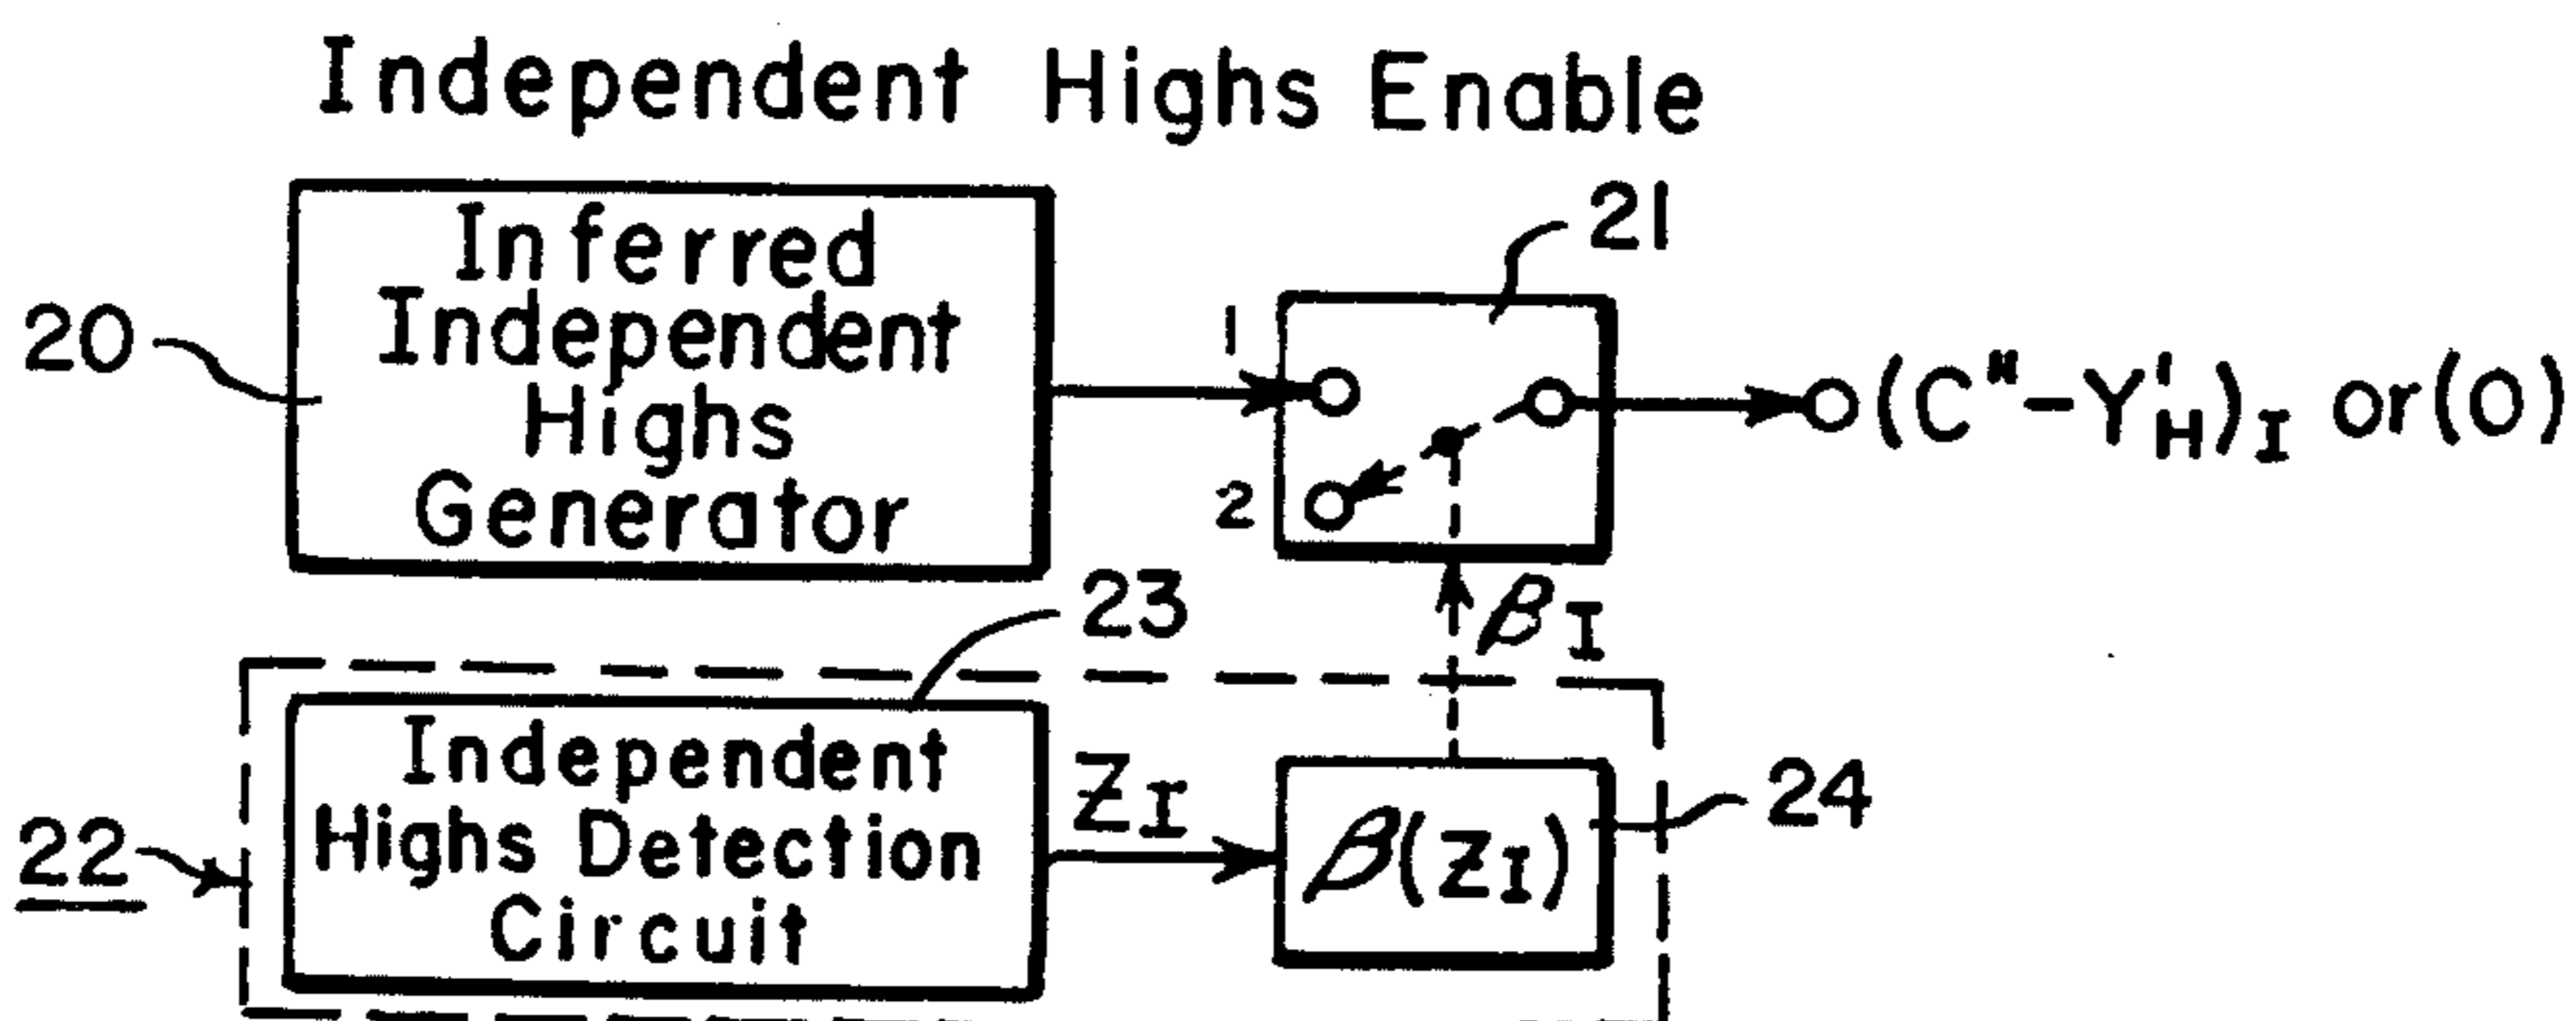 Independent Highs Enable
Inferred
Independent
Highs
Generator
20
21
1
2
(C"-Y'H)I or (0)
βI
23
Independent
Highs Detection
Circuit
22
ZI
β(ZI)
24